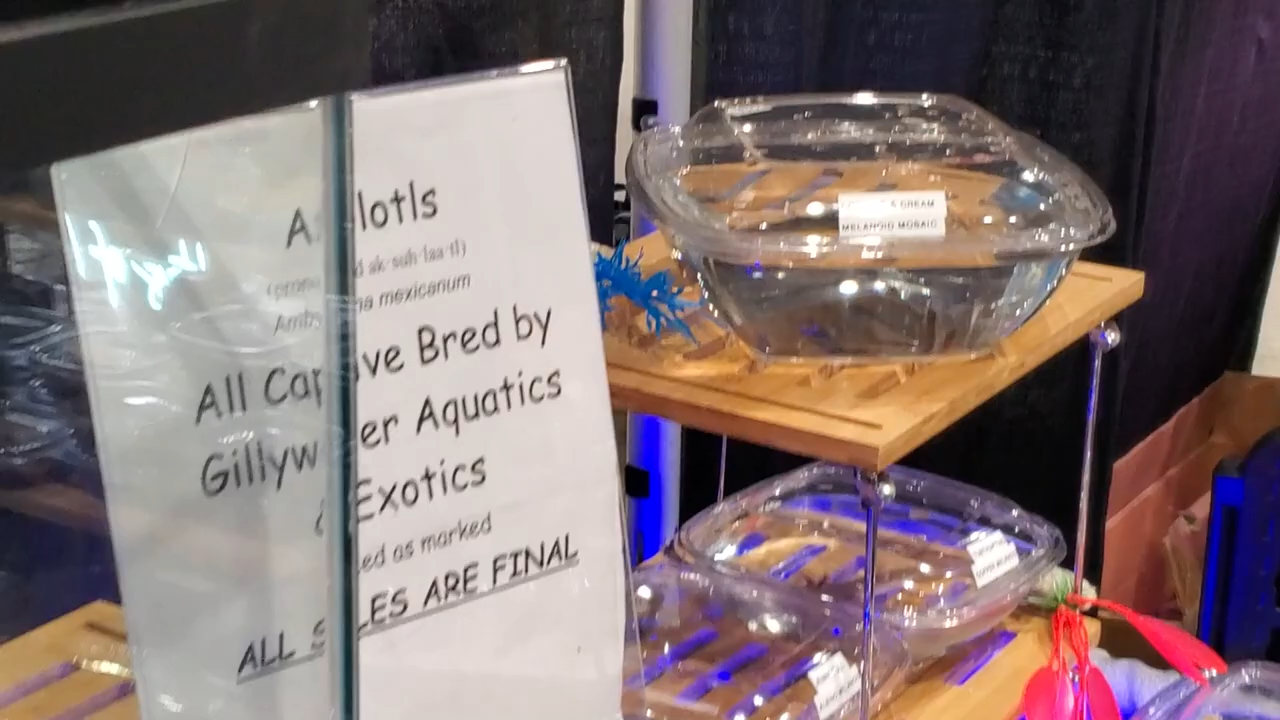 A lotls
d ak-suh-laa-tl)
Amb a mexicanum
All Cap ve Bred by
Gillyw er Aquatics
Exotics
ed as marked
ALL S LES ARE FINAL
& CREAM
MELANOID MOSAIC